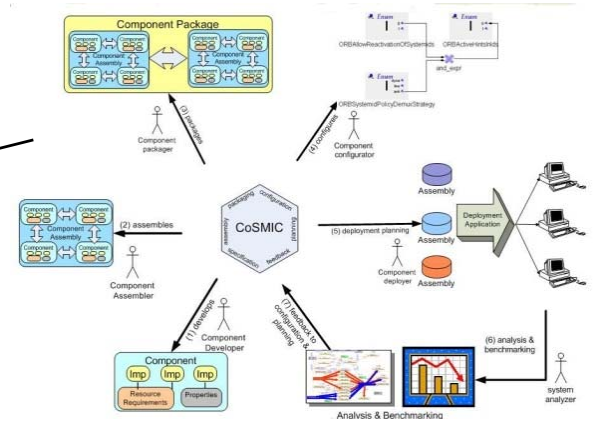 Component Package
Component Component
Component Assembly
Component Component
Component Component
Component Assembly
Component Component
(3) packages
Component packager
Enum
Enum
ORBAllowReactivationOfSystemIds
ORBActiveHintsIds
and_expr
Enum
ORBSystemidPolicyDemuxStrategy
(4) configures
Component configurator
Component Component
Component Assembly
Component Component
(2) assembles
Component Assembler
packaging
configuration
assembly
CoSMIC
planning
specification
feedback
(5) deployment planning
Assembly
Assembly
Assembly
Component deployer
Deployment Application
(1) develops
Component Developer
Component
Imp Imp Imp
Resource Requirements
Properties
(7) feedback to configuration & planning
(6) analysis & benchmarking
system analyzer
Analysis & Benchmarking